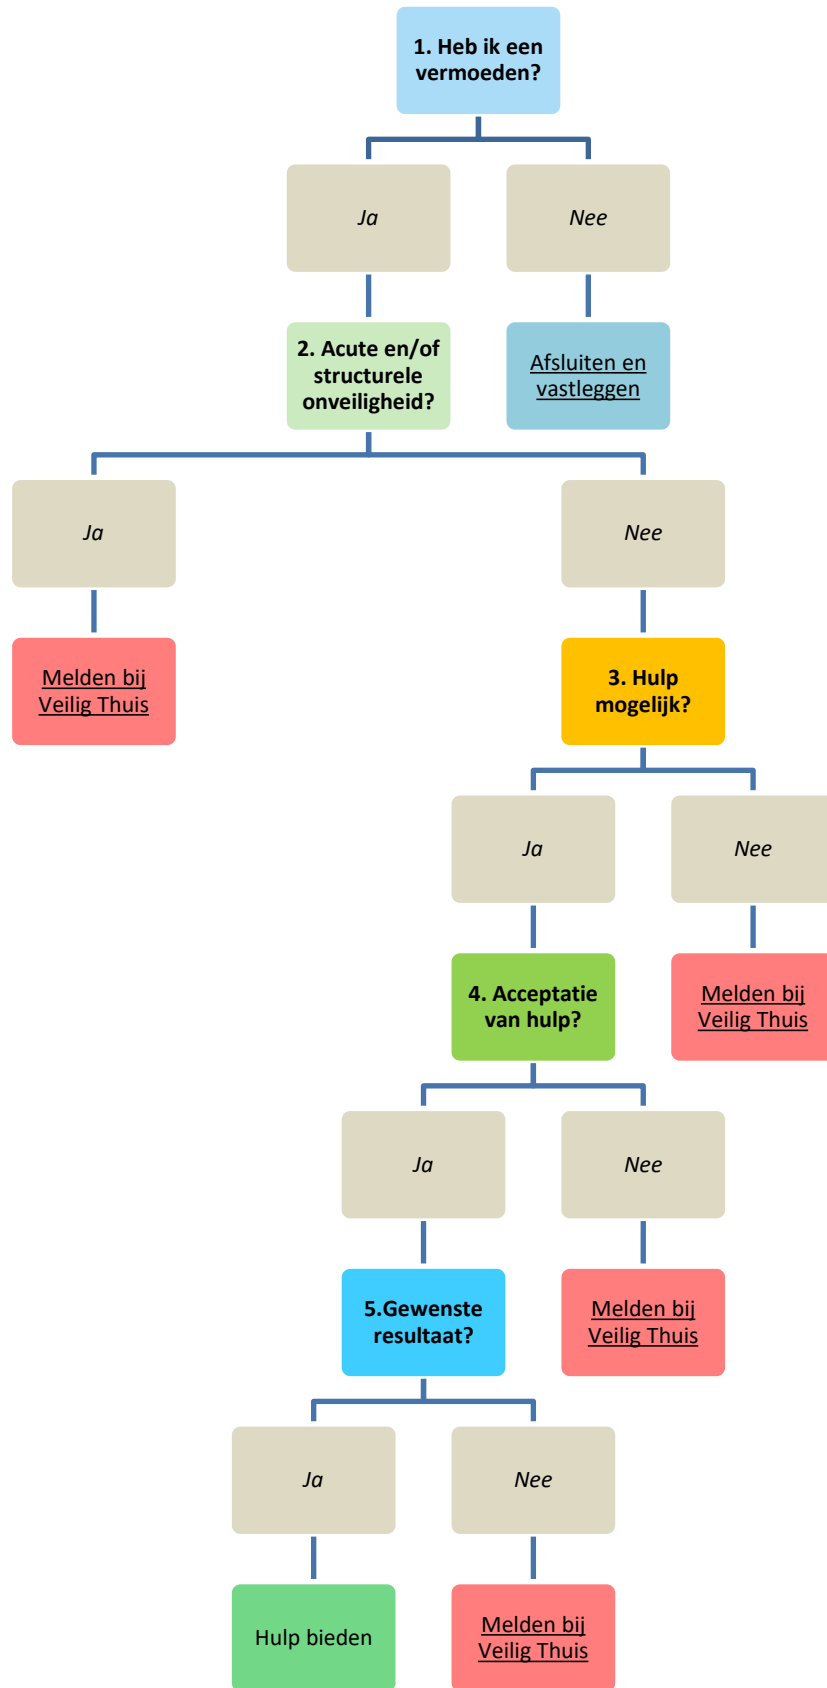 1. Heb ik een
vermoeden?
Ja
Nee
2. Acute en/of
structurele
onveiligheid?
Afsluiten en
vastleggen
Ja
Nee
Melden bij
Veilig Thuis
3. Hulp
mogelijk?
Ja
Nee
4. Acceptatie
van hulp?
Melden bij
Veilig Thuis
Ja
Nee
5.Gewenste
resultaat?
Melden bij
Veilig Thuis
Ja
Nee
Hulp bieden
Melden bij
Veilig Thuis